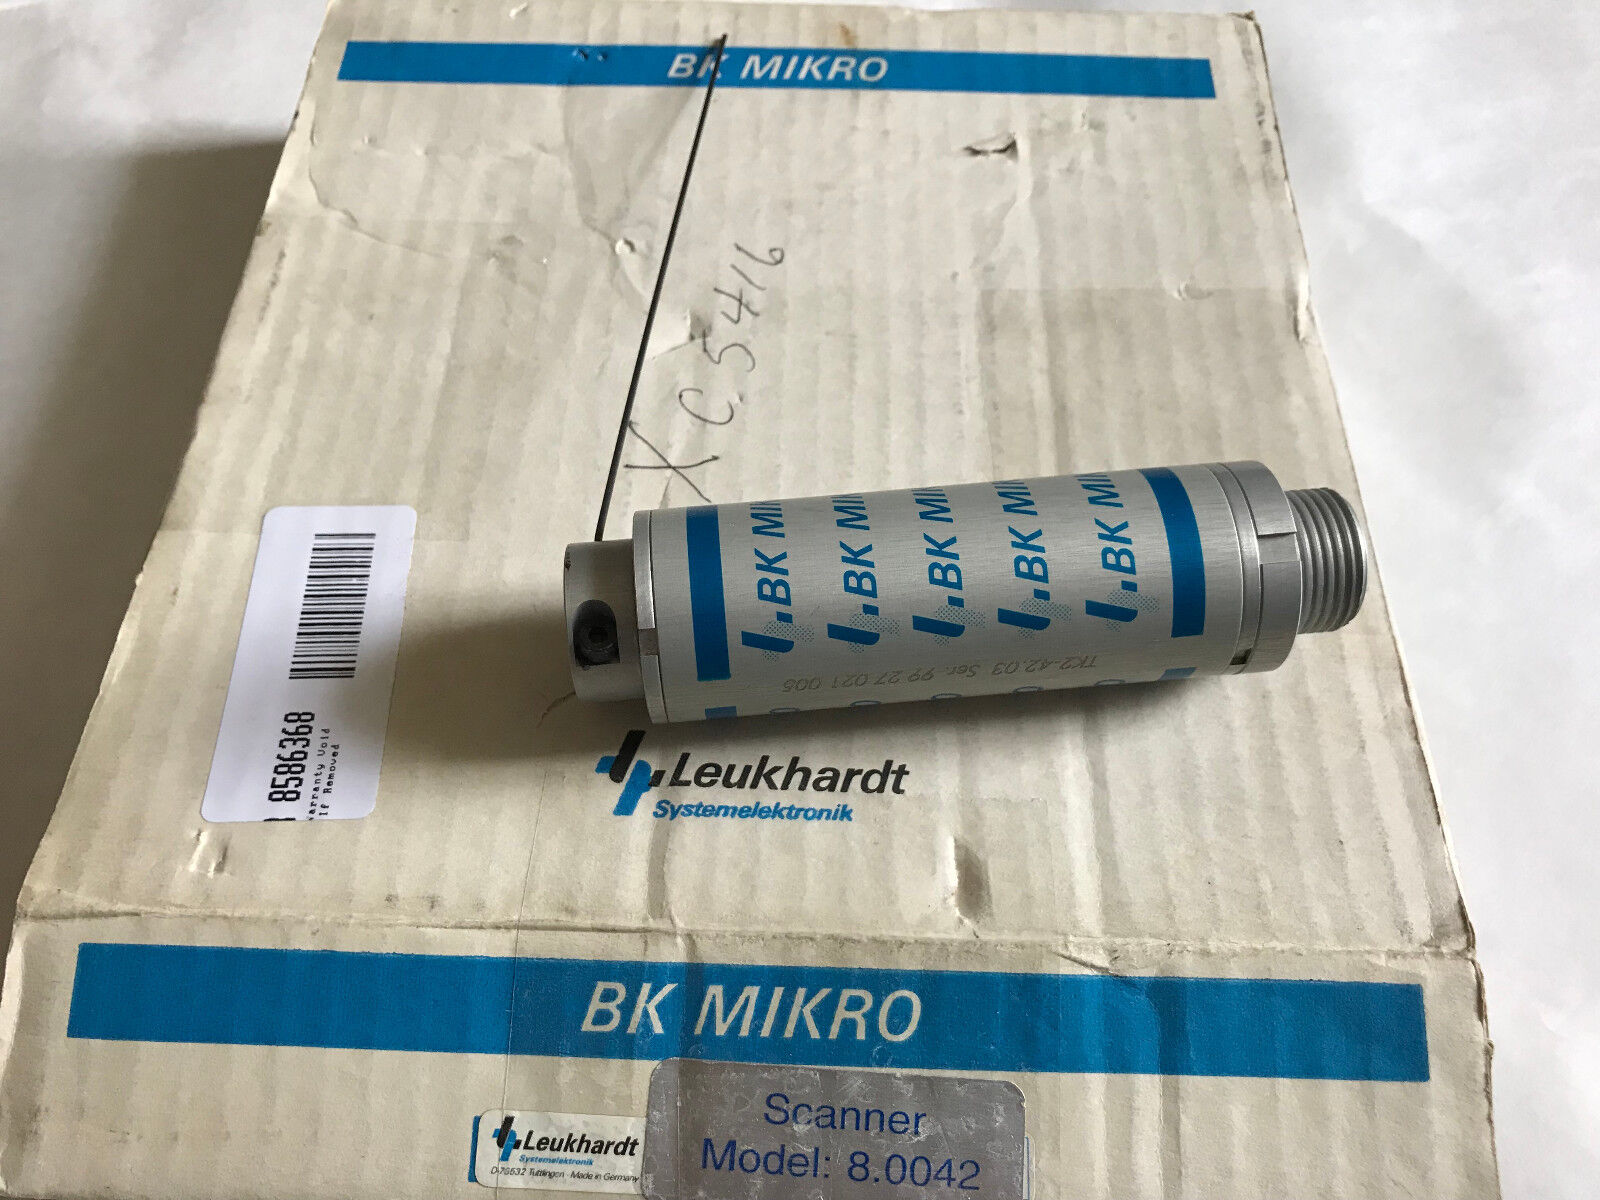 BK MIKRO
XC5416
8586368
Warranty Void
If Removed
.BK MI
.BK MI
.BK MI
.BK MI
.BK MIK
TK2-42.03 Ser. 99 27 021 005
Leukhardt
Systemelektronik
BK MIKRO
Leukhardt
Systemelektronik
D-78532 Tuttlingen · Made in Germany
Scanner
Model: 8.0042